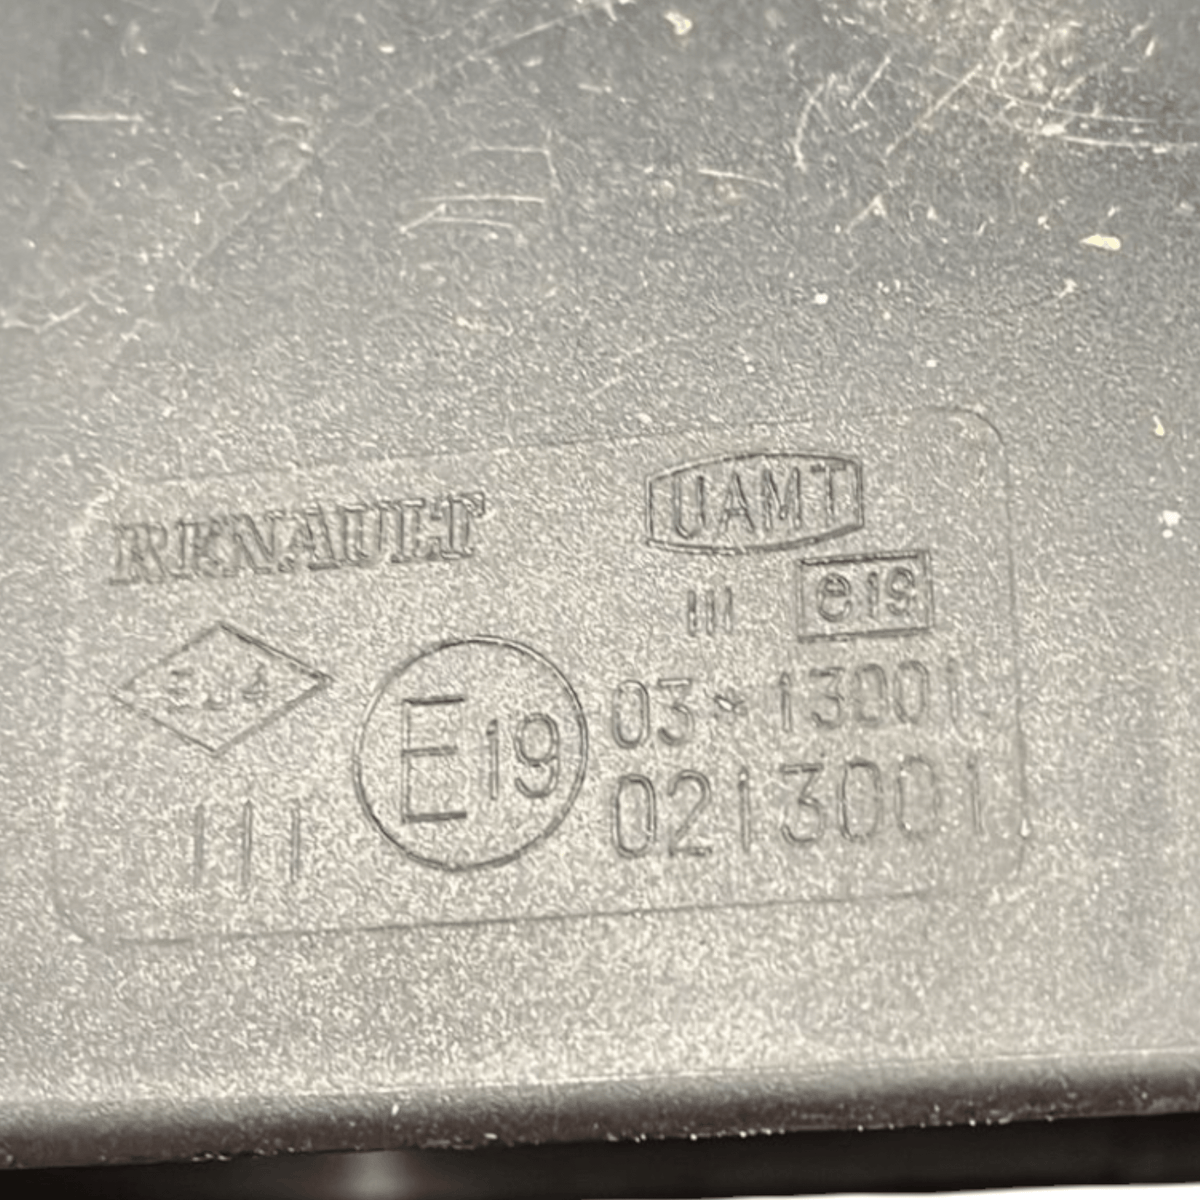 RENAULT
UAMT
III
e19
E19
03*13001
0213001
III